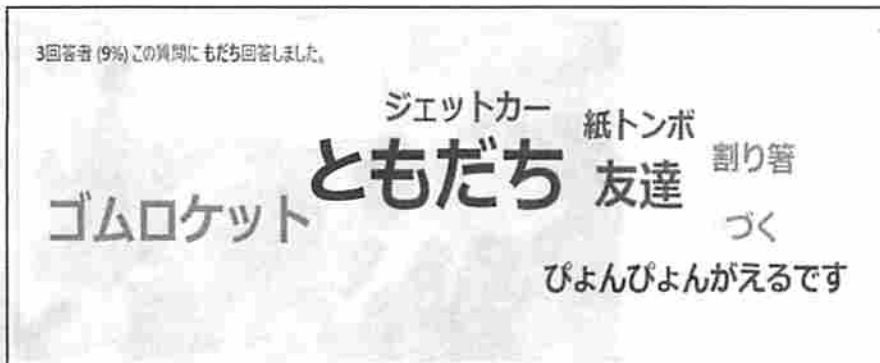 3回答者 (9%) この質問に もだち回答しました。
ジェットカー
紙トンボ
割り箸
ともだち
友達
ゴムロケット
づく
ぴょんぴょんがえるです